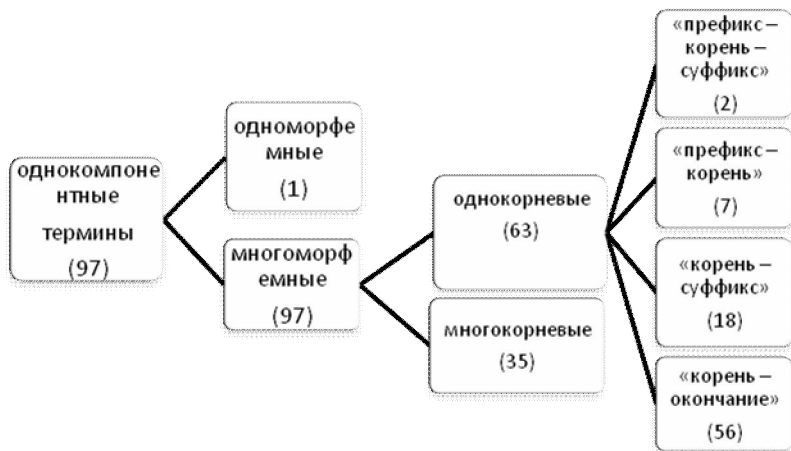 однокомпоне
нтные
термины
(97)
одноморфе
мные
(1)
многоморф
емные
(97)
однокорневые
(63)
многокорневые
(35)
«префикс –
корень –
суффикс»
(2)
«префикс –
корень»
(7)
«корень –
суффикс»
(18)
«корень –
окончание»
(56)